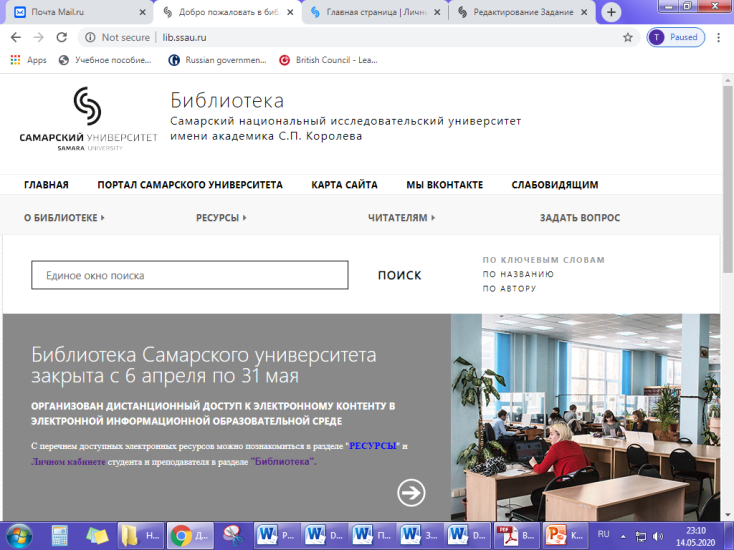 Почта Mail.ru
Добро пожаловать в биб
Главная страница | Личн
Редактирование Задание
Not secure | lib.ssau.ru
Paused
Apps
Учебное пособие...
Russian governmen...
British Council - Lea...
САМАРСКИЙ УНИВЕРСИТЕТ
SAMARA UNIVERSITY
Библиотека
Самарский национальный исследовательский университет
имени академика С.П. Королева
ГЛАВНАЯ
ПОРТАЛ САМАРСКОГО УНИВЕРСИТЕТА
КАРТА САЙТА
МЫ ВКОНТАКТЕ
СЛАБОВИДЯЩИМ
О БИБЛИОТЕКЕ
РЕСУРСЫ
ЧИТАТЕЛЯМ
ЗАДАТЬ ВОПРОС
Единое окно поиска
ПОИСК
ПО КЛЮЧЕВЫМ СЛОВАМ
ПО НАЗВАНИЮ
ПО АВТОРУ
Библиотека Самарского университета
закрыта с 6 апреля по 31 мая
ОРГАНИЗОВАН ДИСТАНЦИОННЫЙ ДОСТУП К ЭЛЕКТРОННОМУ КОНТЕНТУ В
ЭЛЕКТРОННОЙ ИНФОРМАЦИОННОЙ ОБРАЗОВАТЕЛЬНОЙ СРЕДЕ
С перечнем доступных электронных ресурсов можно познакомиться в разделе "РЕСУРСЫ" и
Личном кабинете студента и преподавателя в разделе "Библиотека".
Н...
Д...
P...
D...
П...
З...
D...
B...
К...
RU
23:10
14.05.2020